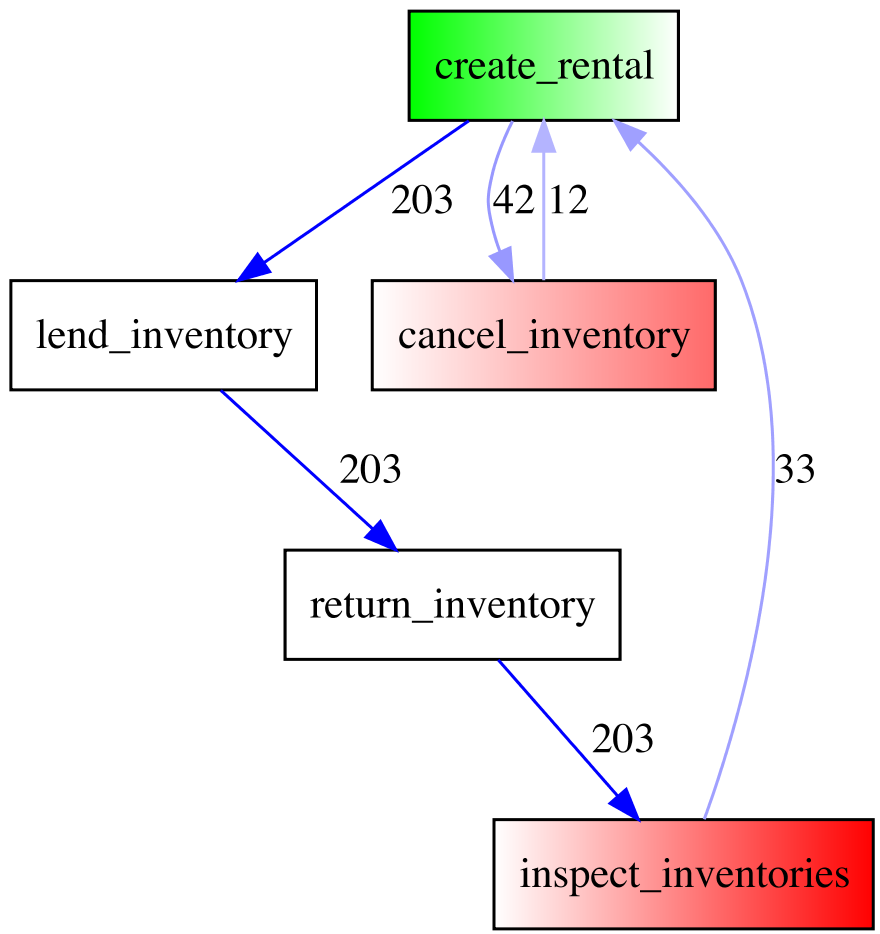 create_rental
203
42
12
lend_inventory
cancel_inventory
203
33
return_inventory
203
inspect_inventories